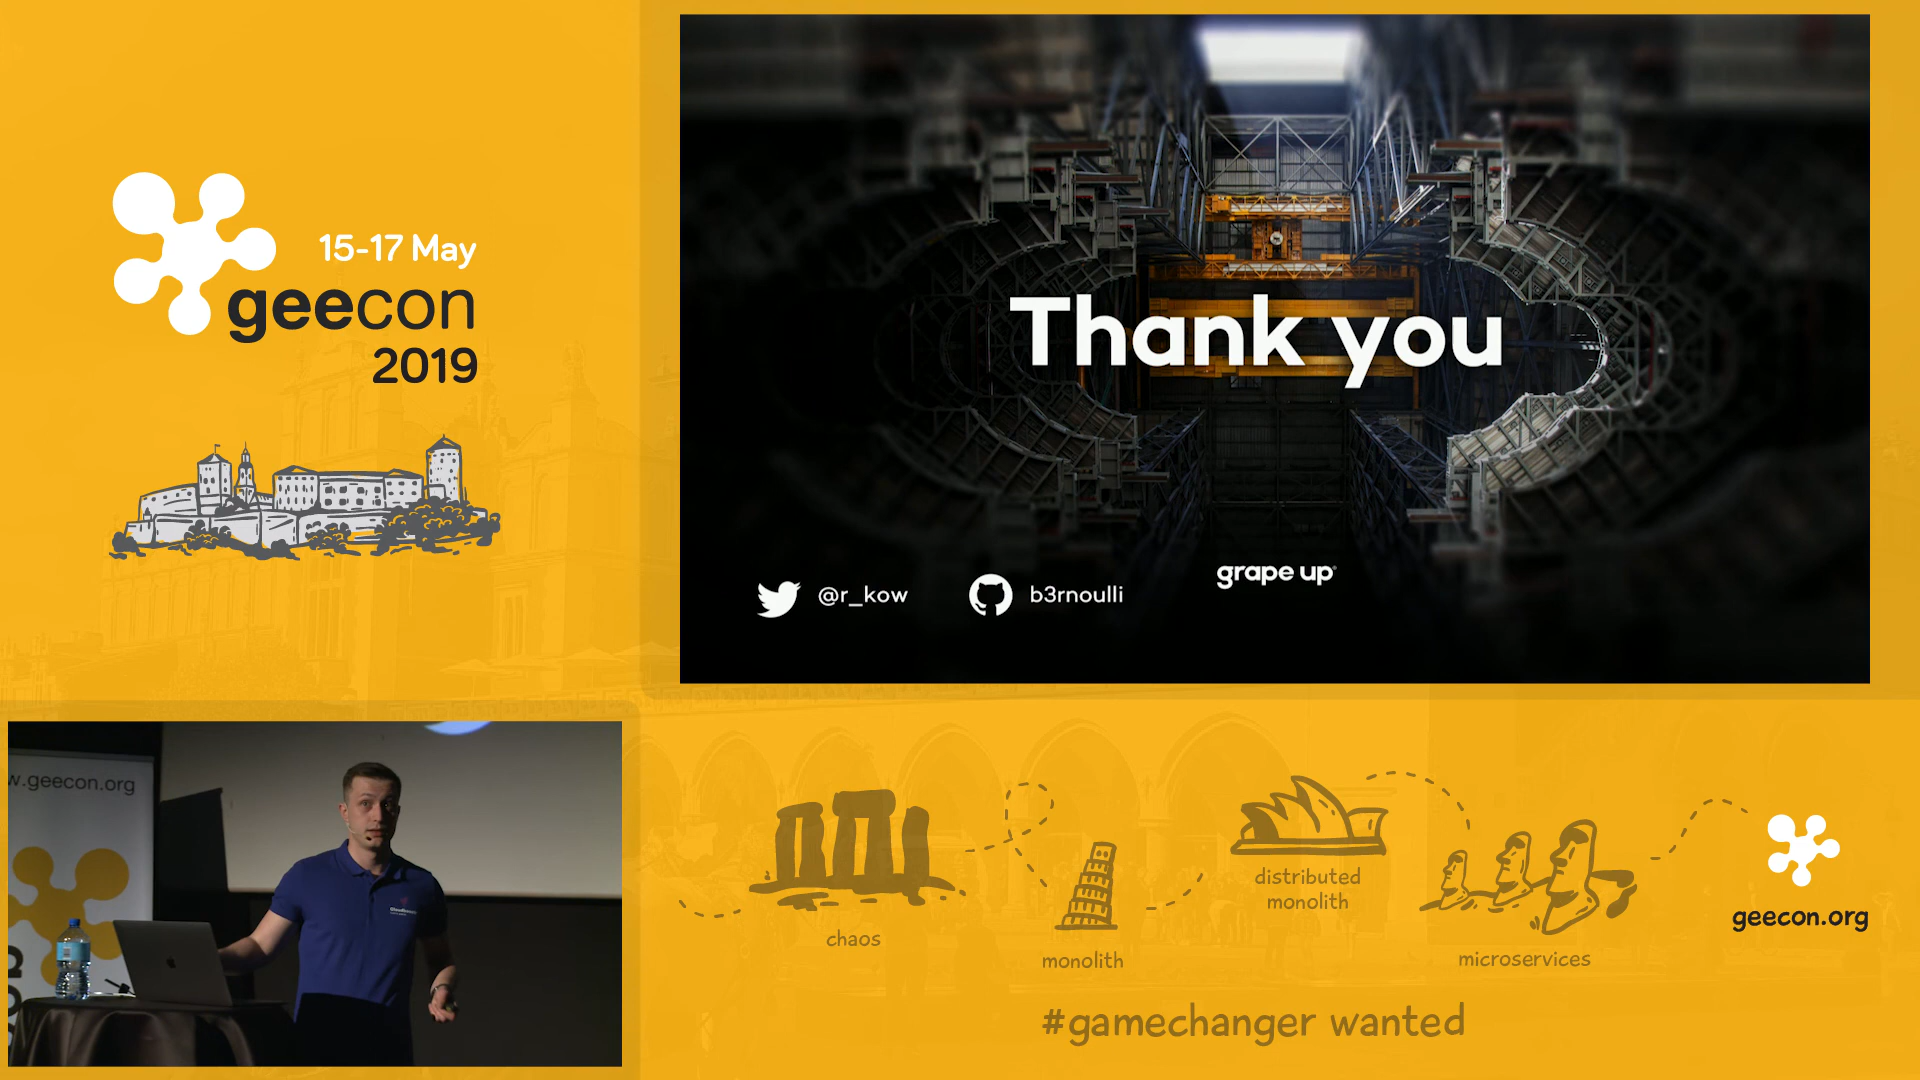 15-17 May
geecon
2019
Thank you
@r_kow
b3rnoulli
grape up
w.geecon.org
chaos
monolith
distributed
monolith
microservices
geecon.org
#gamechanger wanted